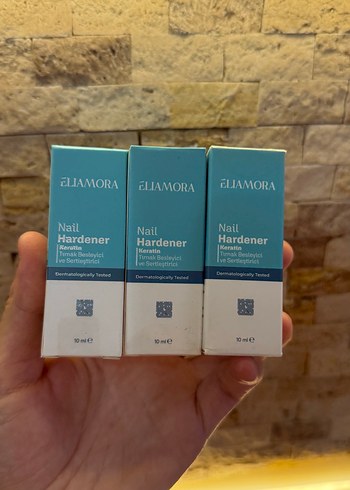 ELIAMORA
Nail
Hardener
Keratin
Tırnak Besleyici
ve Sertleştirici
Dermatologically Tested
10 ml ℮
ELIAMORA
Nail
Hardener
Keratin
Tırnak Besleyici
ve Sertleştirici
Dermatologically Tested
10 ml ℮
ELIAMORA
Nail
Hardener
Keratin
Tırnak Besleyici
ve Sertleştirici
Dermatologically Tested
10 ml ℮